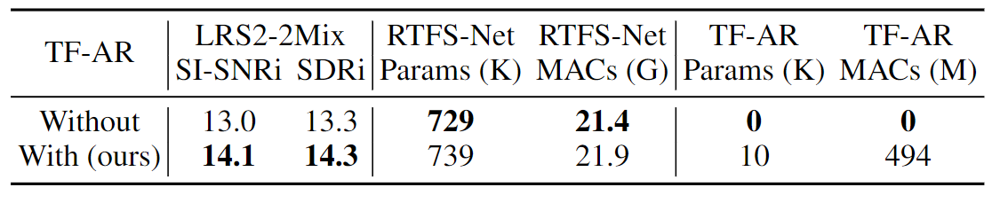 TF-AR LRS2-2Mix RTFS-Net RTFS-Net TF-AR TF-AR
SI-SNRi SDRi Params (K) MACs (G) Params (K) MACs (M)
Without 13.0 13.3 729 21.4 0 0
With (ours) 14.1 14.3 739 21.9 10 494